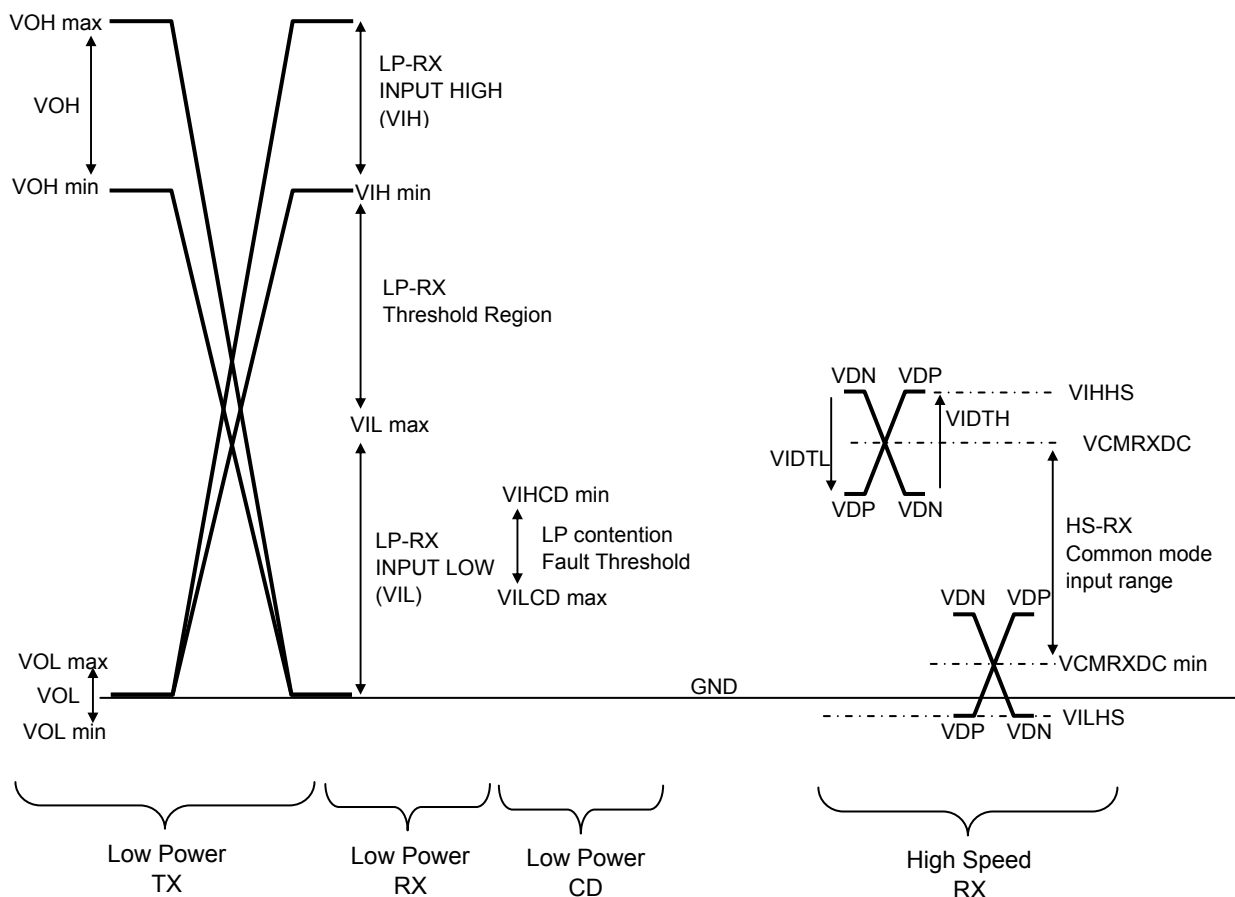 VOH max
VOH
VOH min
LP-RX
INPUT HIGH
(VIH)
VIH min
LP-RX
Threshold Region
VIL max
LP-RX
INPUT LOW
(VIL)
VIHCD min
LP contention
Fault Threshold
VILCD max
VOL max
VOL
VOL min
GND
VDN
VDP
VIHHS
VIDTH
VIDTL
VCMRXDC
VDP
VDN
HS-RX
Common mode
input range
VDN
VDP
VCMRXDC min
VILHS
VDP
VDN
Low Power
TX
Low Power
RX
Low Power
CD
High Speed
RX